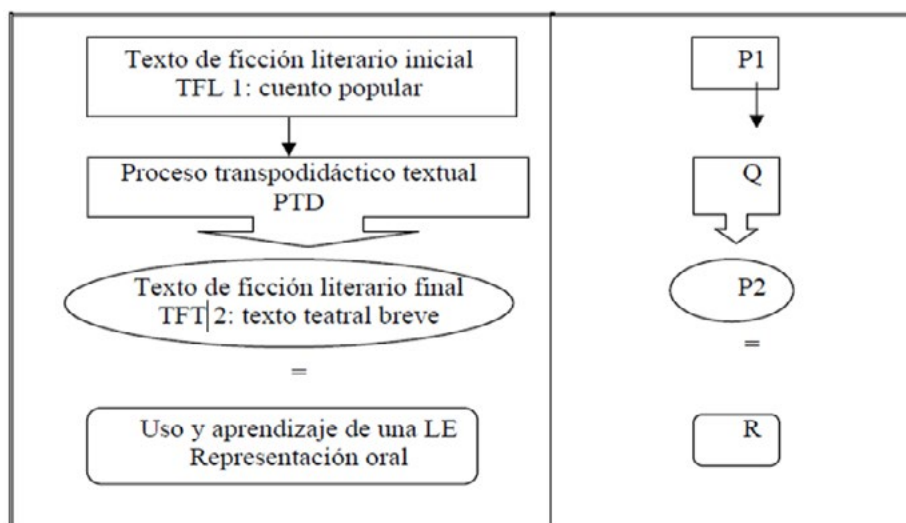 Texto de ficción literario inicial
TFL 1: cuento popular
Proceso transpodidáctico textual
PTD
Texto de ficción literario final
TFT 2: texto teatral breve
=
Uso y aprendizaje de una LE
Representación oral
P1
Q
P2
=
R